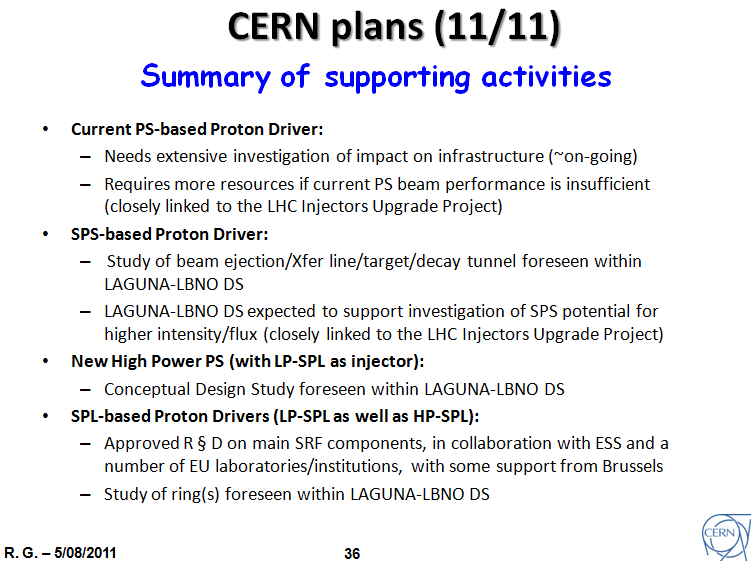 CERN plans (11/11)
Summary of supporting activities
• Current PS-based Proton Driver:
– Needs extensive investigation of impact on infrastructure (~on-going)
– Requires more resources if current PS beam performance is insufficient
(closely linked to the LHC Injectors Upgrade Project)
• SPS-based Proton Driver:
– Study of beam ejection/Xfer line/target/decay tunnel foreseen within
LAGUNA-LBNO DS
– LAGUNA-LBNO DS expected to support investigation of SPS potential for
higher intensity/flux (closely linked to the LHC Injectors Upgrade Project)
• New High Power PS (with LP-SPL as injector):
– Conceptual Design Study foreseen within LAGUNA-LBNO DS
• SPL-based Proton Drivers (LP-SPL as well as HP-SPL):
– Approved R § D on main SRF components, in collaboration with ESS and a
number of EU laboratories/institutions, with some support from Brussels
– Study of ring(s) foreseen within LAGUNA-LBNO DS
R. G. – 5/08/2011
36
CERN